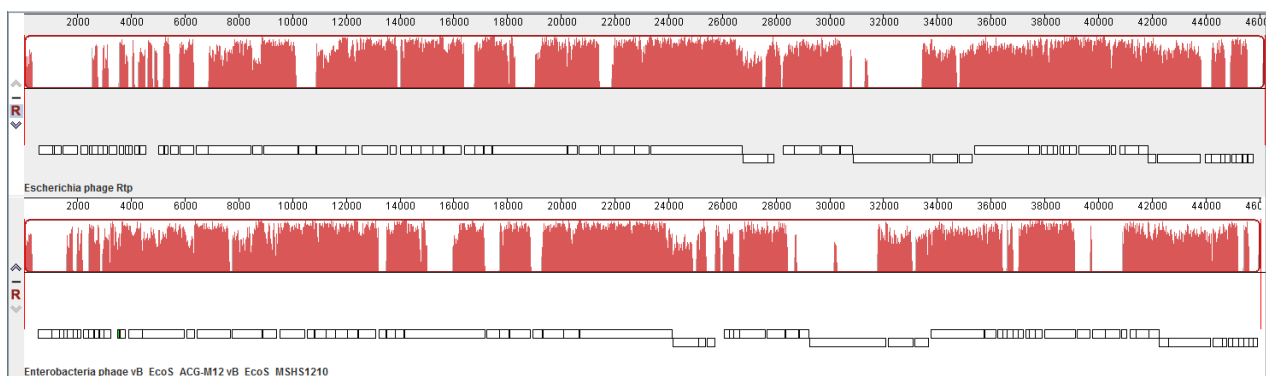 2000 4000 6000 8000 10000 12000 14000 16000 18000 20000 22000 24000 26000 28000 30000 32000 34000 36000 38000 40000 42000 44000 4600
R
Escherichia phage Rtp
2000 4000 6000 8000 10000 12000 14000 16000 18000 20000 22000 24000 26000 28000 30000 32000 34000 36000 38000 40000 42000 44000 460
R
Enterobacteria phage vB_EcoS_ACG-M12 vB_EcoS_MSHS1210